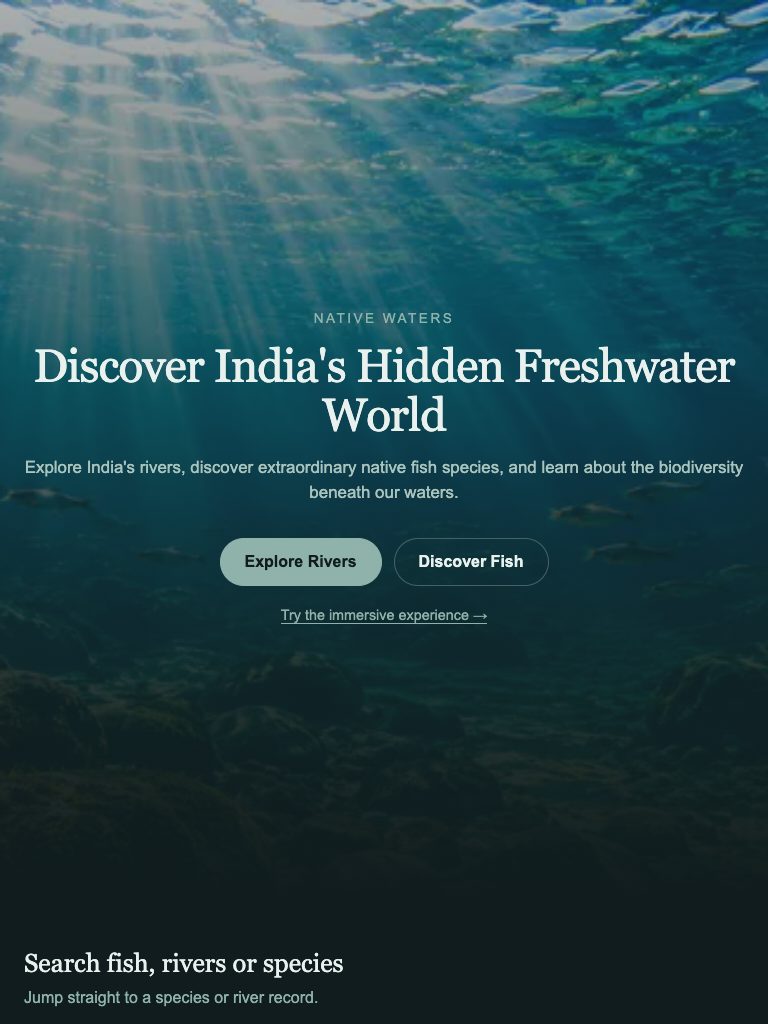 NATIVE WATERS
Discover India's Hidden Freshwater
World
Explore India's rivers, discover extraordinary native fish species, and learn about the biodiversity
beneath our waters.
Explore Rivers
Discover Fish
Try the immersive experience →
Search fish, rivers or species
Jump straight to a species or river record.